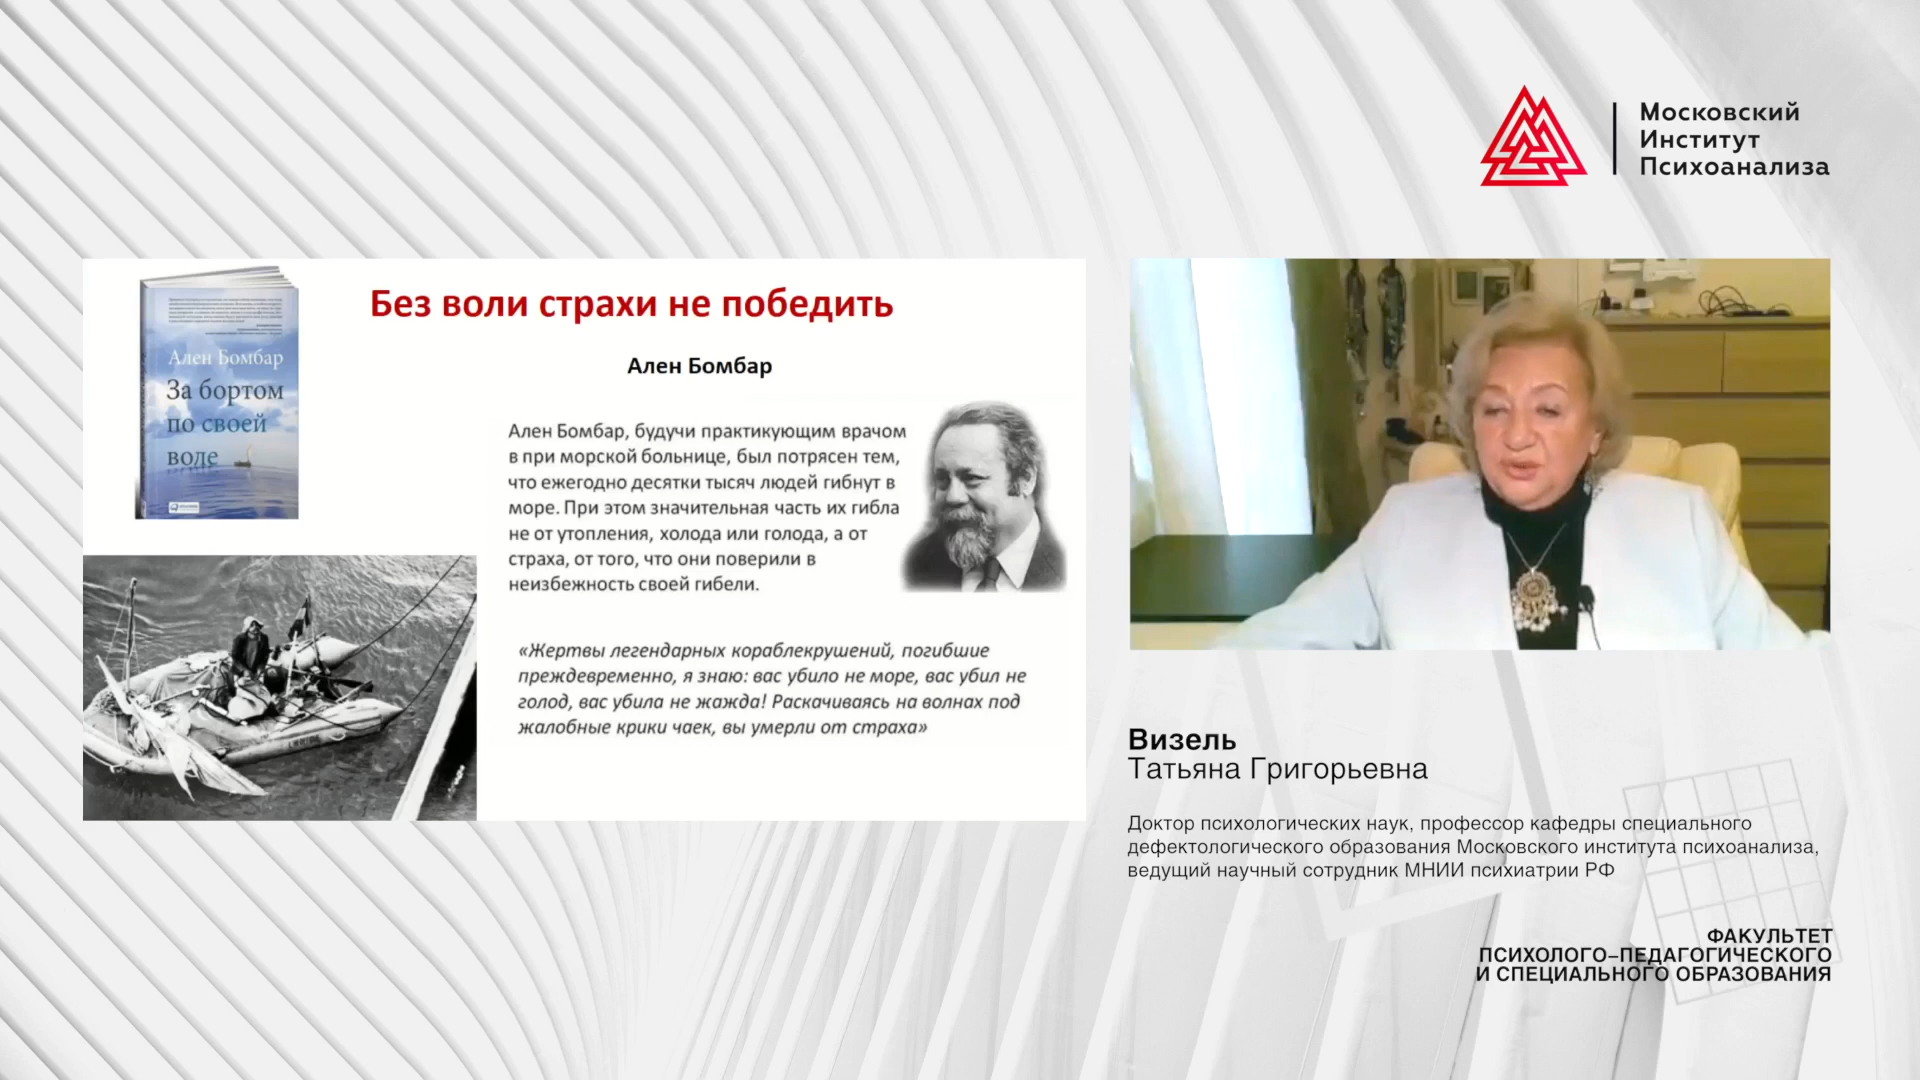 Московский
Институт
Психоанализа
Без воли страхи не победить
Ален Бомбар
Ален Бомбар
За бортом
по своей
воле
Ален Бомбар, будучи практикующим врачом
в при морской больнице, был потрясен тем,
что ежегодно десятки тысяч людей гибнут в
море. При этом значительная часть их гибла
не от утопления, холода или голода, а от
страха, от того, что они поверили в
неизбежность своей гибели.
«Жертвы легендарных кораблекрушений, погибшие
преждевременно, я знаю: вас убило не море, вас убил не
голод, вас убила не жажда! Раскачиваясь на волнах под
жалобные крики чаек, вы умерли от страха»
Визель
Татьяна Григорьевна
Доктор психологических наук, профессор кафедры специального
дефектологического образования Московского института психоанализа,
ведущий научный сотрудник МНИИ психиатрии РФ
ФАКУЛЬТЕТ
ПСИХОЛОГО–ПЕДАГОГИЧЕСКОГО
И СПЕЦИАЛЬНОГО ОБРАЗОВАНИЯ